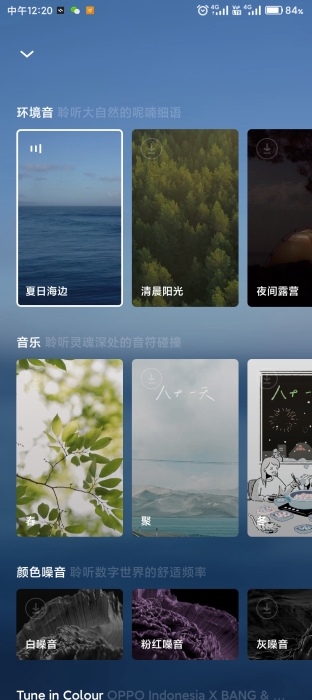 中午12:20 4G 4G 84%
环境音 聆听大自然的呢喃细语
夏日海边
清晨阳光
夜间露营
音乐 聆听灵魂深处的音符碰撞
八十一天
八十
春
聚
冬
颜色噪音 聆听数字世界的舒适频率
白噪音
粉红噪音
灰噪音
Tune in Colour OPPO Indonesia X BANG & ...